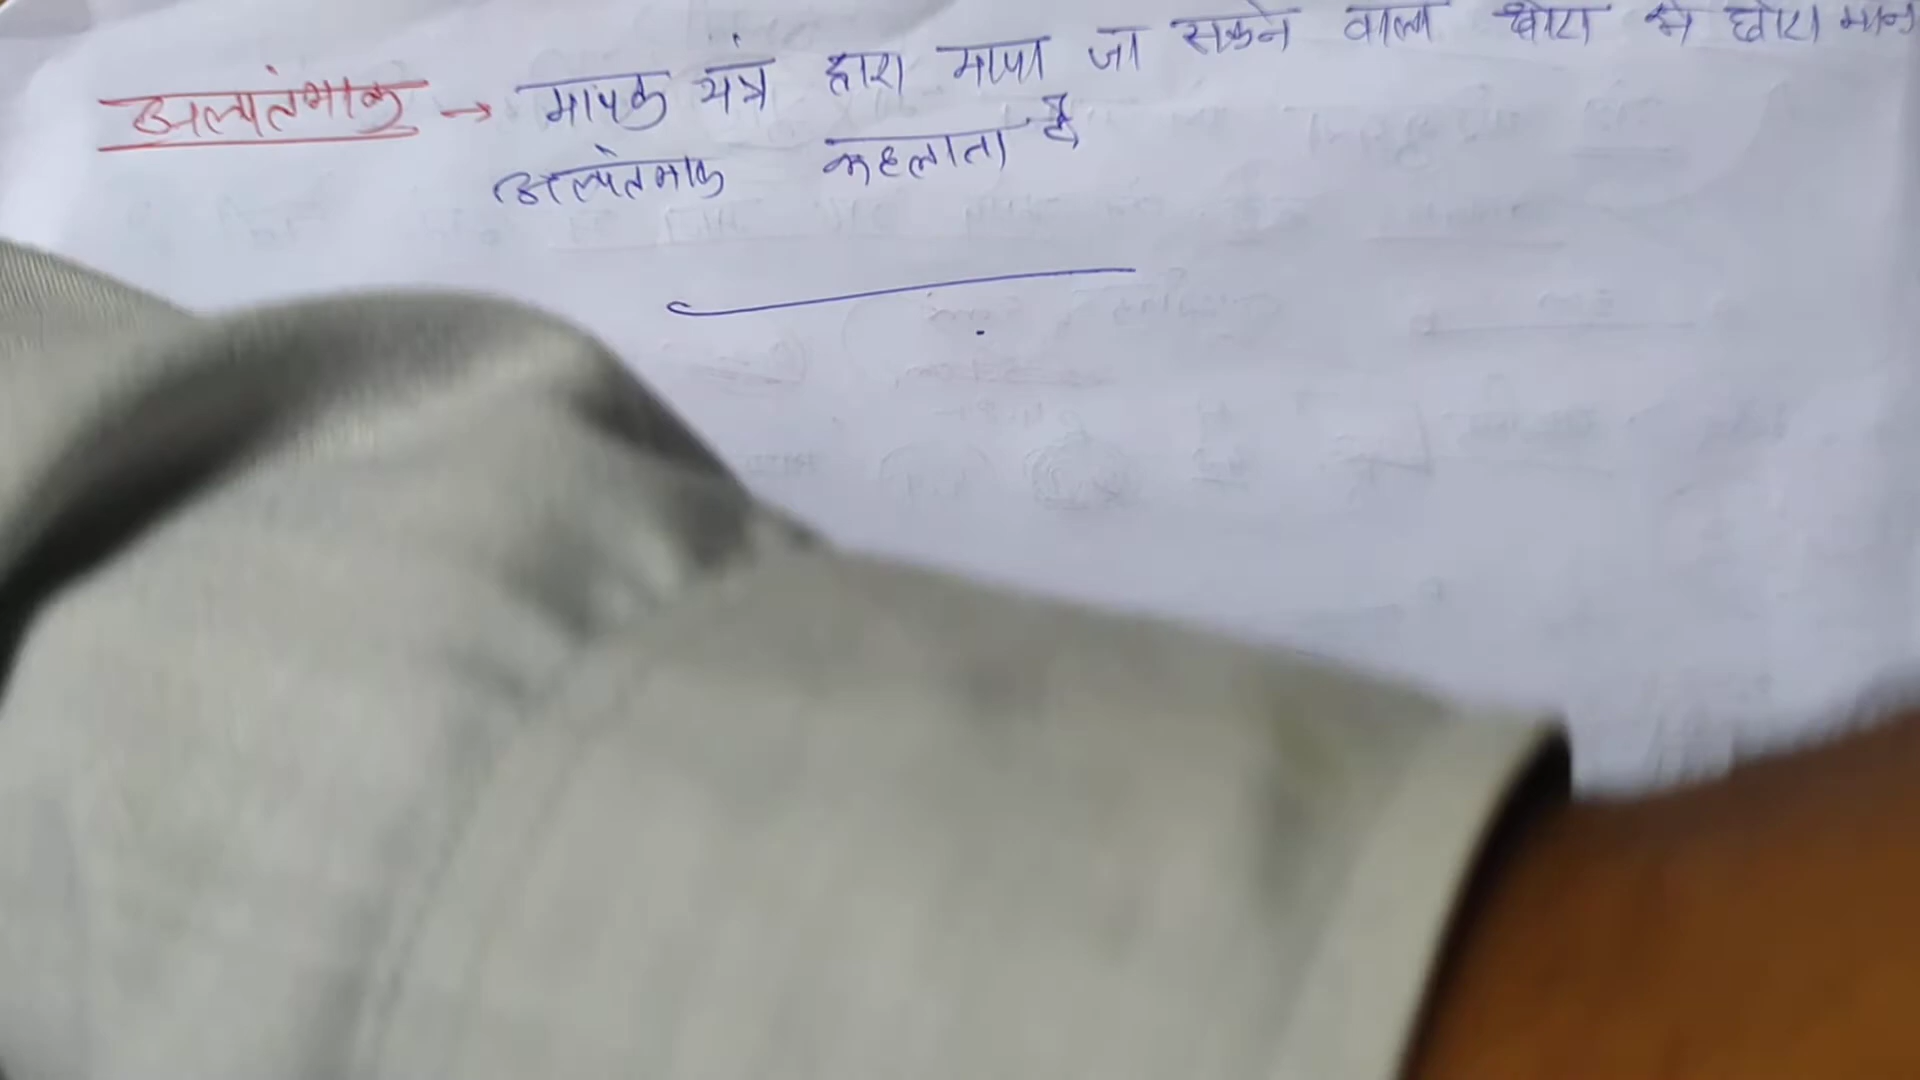 अल्पतमांक → मापक यंत्र द्वारा मापा जा सकने वाला छोटा से छोटा मान
अल्पतमांक कहलाता है